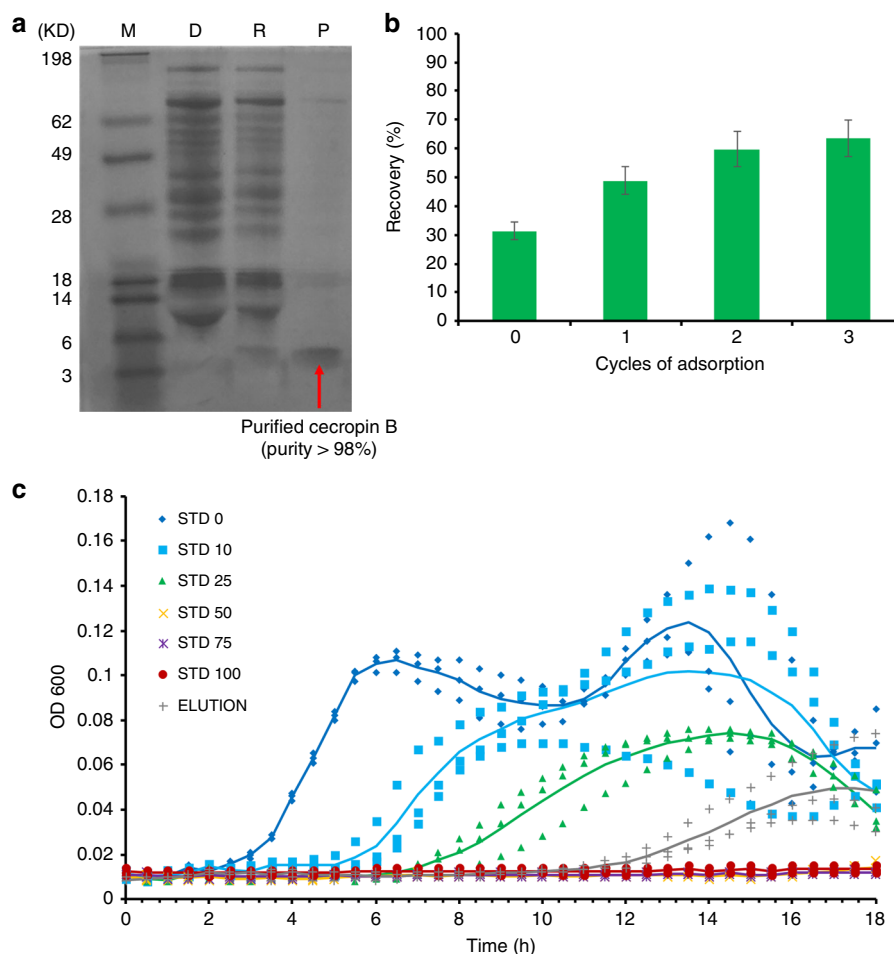 a
(KD) M D R P
198
62
49
28
18
14
6
3
Purified cecropin B
(purity > 98%)
b
100
90
80
70
60
50
40
30
20
10
0
Recovery (%)
0 1 2 3
Cycles of adsorption
c
0.18
0.16
0.14
0.12
0.1
0.08
0.06
0.04
0.02
0
OD 600
STD 0
STD 10
STD 25
STD 50
STD 75
STD 100
ELUTION
0 2 4 6 8 10 12 14 16 18
Time (h)